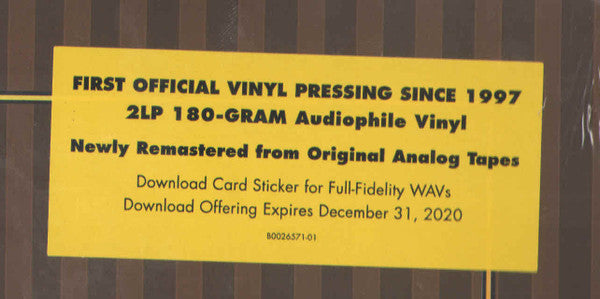 FIRST OFFICIAL VINYL PRESSING SINCE 1997
2LP 180-GRAM Audiophile Vinyl
Newly Remastered from Original Analog Tapes
Download Card Sticker for Full-Fidelity WAVs
Download Offering Expires December 31, 2020
B0026571-01